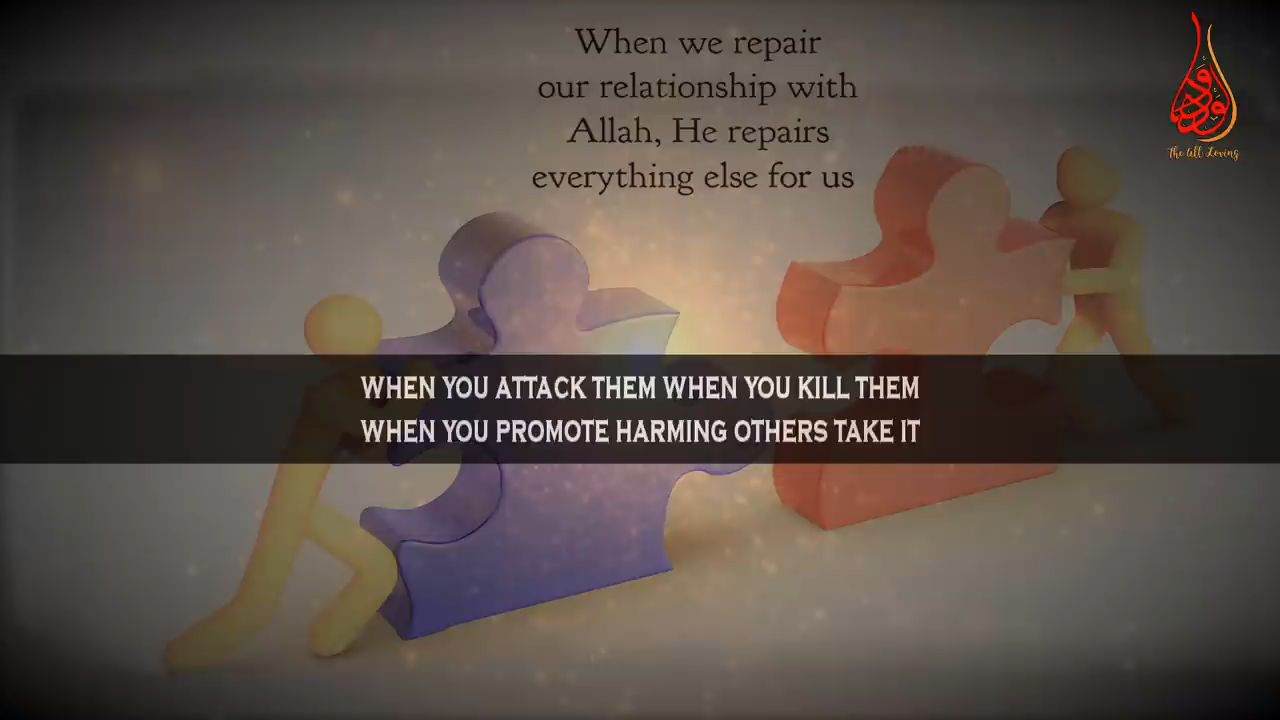 When we repair
our relationship with
Allah, He repairs
everything else for us
الودود
The All Loving
WHEN YOU ATTACK THEM WHEN YOU KILL THEM
WHEN YOU PROMOTE HARMING OTHERS TAKE IT